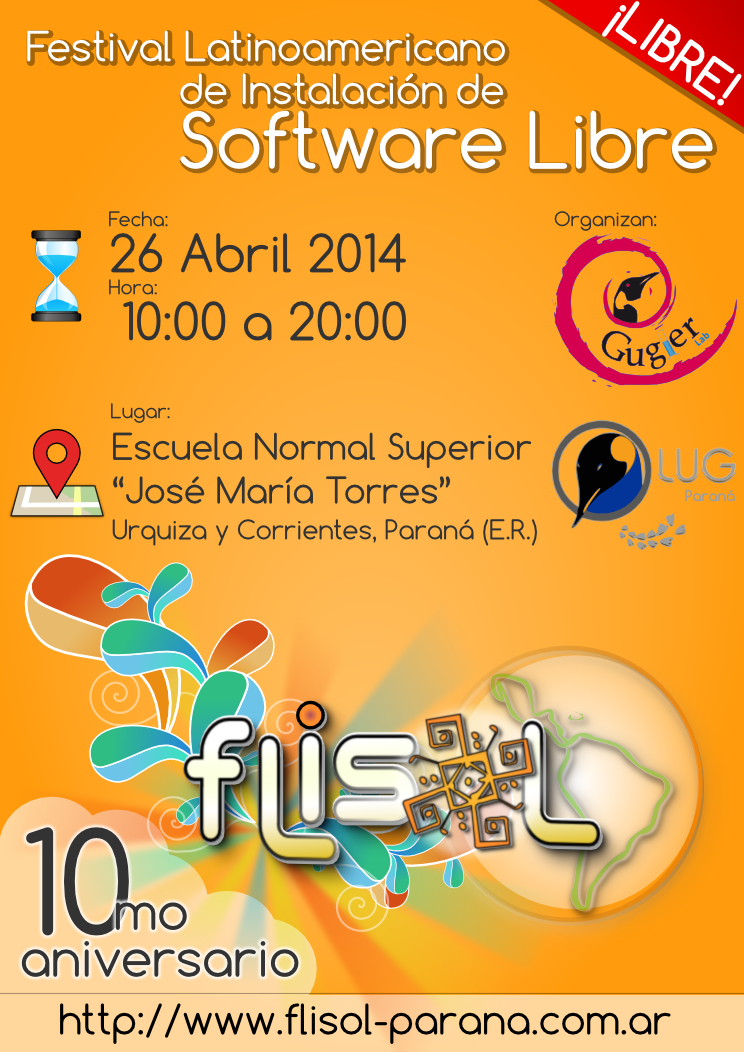 ¡LIBRE!
Festival Latinoamericano
de Instalación de
Software Libre
Fecha:
26 Abril 2014
Hora:
10:00 a 20:00
Organizan:
Gugler
Lab
Lugar:
Escuela Normal Superior
“José María Torres”
Urquiza y Corrientes, Paraná (E.R.)
LUG
Paraná
flisol
10mo
aniversario
http://www.flisol-parana.com.ar